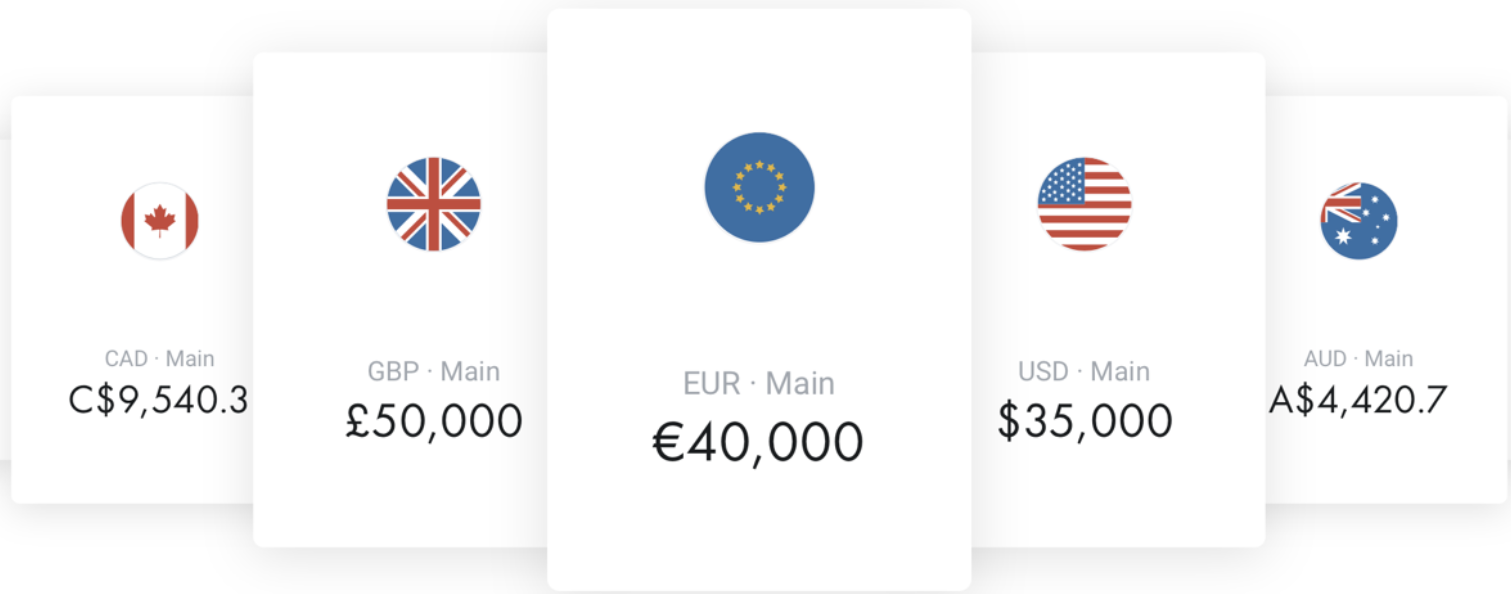 CAD · Main
C$9,540.3
GBP · Main
£50,000
EUR · Main
€40,000
USD · Main
$35,000
AUD · Main
A$4,420.7